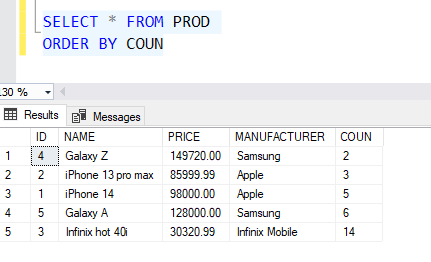 SELECT * FROM PROD
ORDER BY COUN
130 %
Results Messages
ID NAME PRICE MANUFACTURER COUN
1 4 Galaxy Z 149720.00 Samsung 2
2 2 iPhone 13 pro max 85999.99 Apple 3
3 1 iPhone 14 98000.00 Apple 5
4 5 Galaxy A 128000.00 Samsung 6
5 3 Infinix hot 40i 30320.99 Infinix Mobile 14